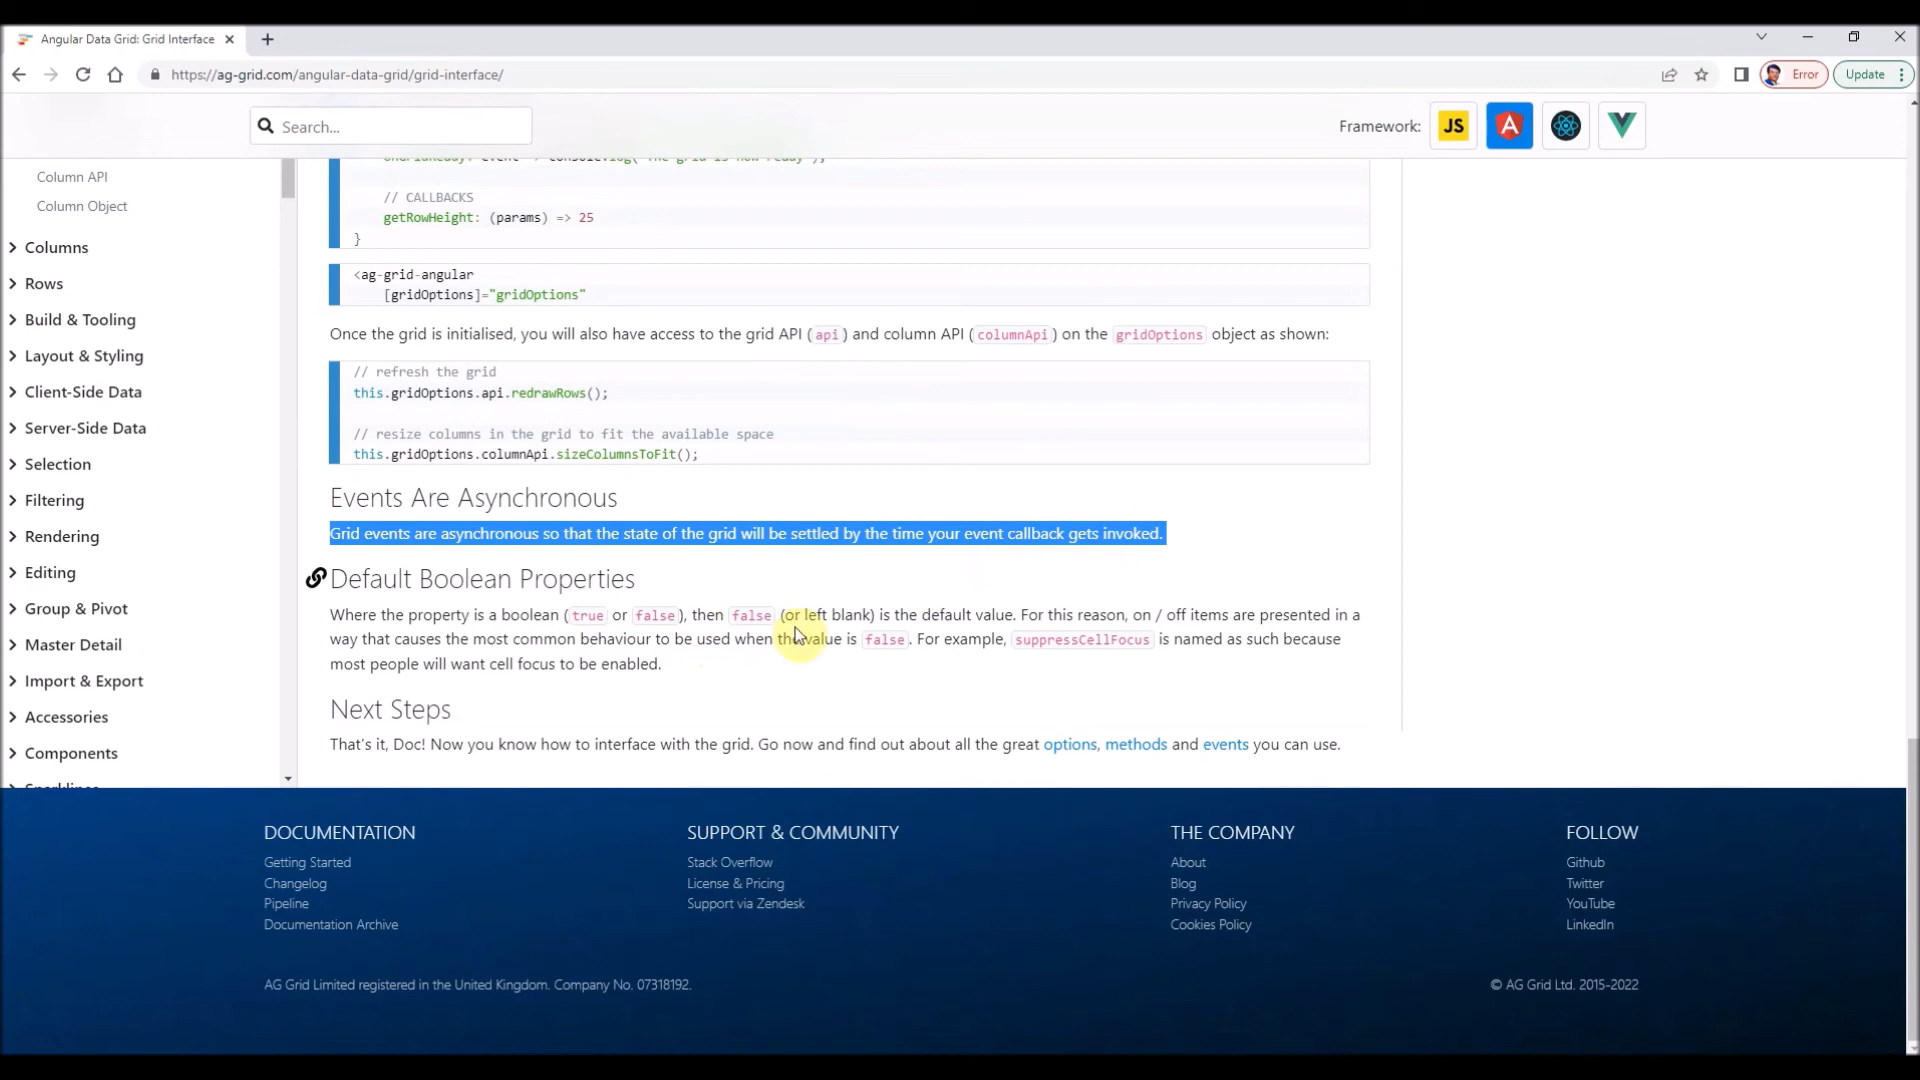 Angular Data Grid: Grid Interface
https://ag-grid.com/angular-data-grid/grid-interface/
Error
Update
Search...
Framework:
JS
Column API
Column Object
Columns
Rows
Build & Tooling
Layout & Styling
Client-Side Data
Server-Side Data
Selection
Filtering
Rendering
Editing
Group & Pivot
Master Detail
Import & Export
Accessories
Components
// CALLBACKS
getRowHeight: (params) => 25
}
<ag-grid-angular
[gridOptions]="gridOptions"
Once the grid is initialised, you will also have access to the grid API (api) and column API (columnApi) on the gridOptions object as shown:
// refresh the grid
this.gridOptions.api.redrawRows();
// resize columns in the grid to fit the available space
this.gridOptions.columnApi.sizeColumnsToFit();
Events Are Asynchronous
Grid events are asynchronous so that the state of the grid will be settled by the time your event callback gets invoked.
Default Boolean Properties
Where the property is a boolean (true or false), then false (or left blank) is the default value. For this reason, on / off items are presented in a
way that causes the most common behaviour to be used when the value is false. For example, suppressCellFocus is named as such because
most people will want cell focus to be enabled.
Next Steps
That's it, Doc! Now you know how to interface with the grid. Go now and find out about all the great options, methods and events you can use.
DOCUMENTATION
Getting Started
Changelog
Pipeline
Documentation Archive
SUPPORT & COMMUNITY
Stack Overflow
License & Pricing
Support via Zendesk
THE COMPANY
About
Blog
Privacy Policy
Cookies Policy
FOLLOW
Github
Twitter
YouTube
LinkedIn
AG Grid Limited registered in the United Kingdom. Company No. 07318192.
© AG Grid Ltd. 2015-2022